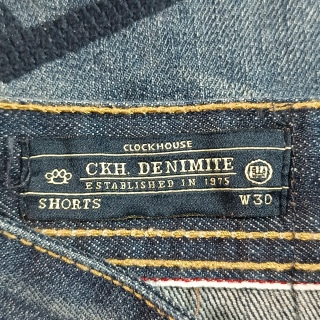 CLOCKHOUSE
CKH. DENIMITE
ESTABLISHED IN 1975
SHORTS W30